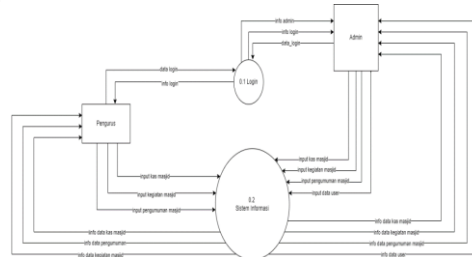 info admin
info login
data_login
Admin
data login
info login
0.1 Login
Pengurus
input kas masjid
input kegiatan masjid
input pengumuman masjid
input data user
input kas masjid
input kegiatan masjid
input pengumuman masjid
0.2
Sistem Informasi
info data kas masjid
info data kegiatan masjid
info data pengumuman masjid
info data user
info data kas masjid
info data pengumuman
info data kegiatan masjid